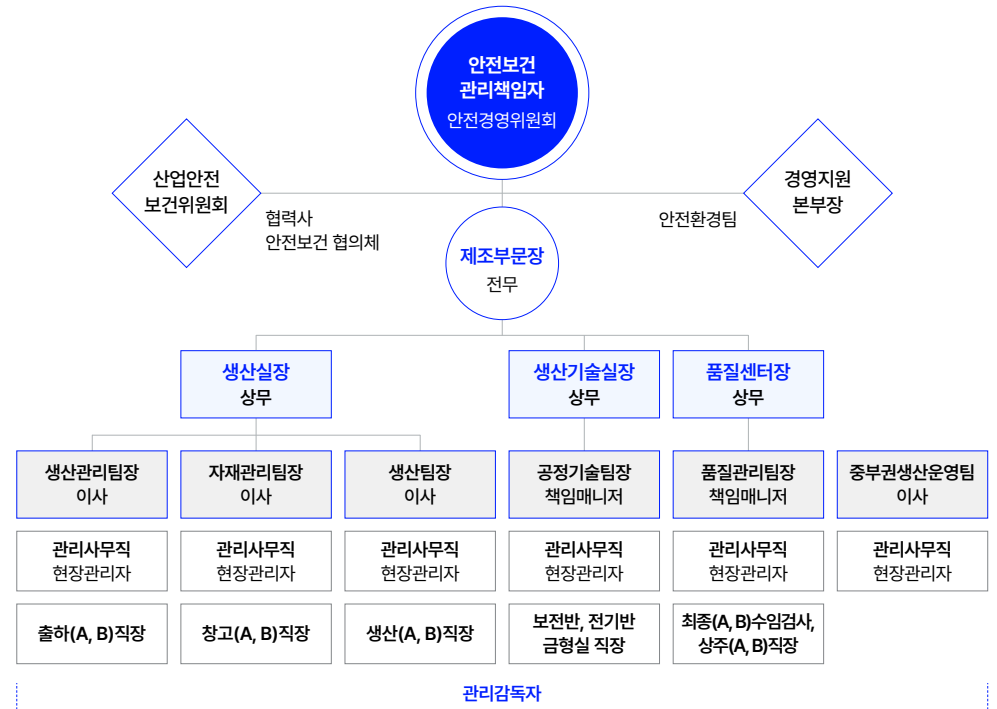 안전보건
관리책임자
안전경영위원회
산업안전
보건위원회
협력사
안전보건 협의체
경영지원
본부장
안전환경팀
제조부문장
전무
생산실장
상무
생산기술실장
상무
품질센터장
상무
생산관리팀장
이사
자재관리팀장
이사
생산팀장
이사
공정기술팀장
책임매니저
품질관리팀장
책임매니저
중부권생산운영팀
이사
관리사무직
현장관리자
관리사무직
현장관리자
관리사무직
현장관리자
관리사무직
현장관리자
관리사무직
현장관리자
관리사무직
현장관리자
출하(A, B)직장
창고(A, B)직장
생산(A, B)직장
보전반, 전기반
금형실 직장
최종(A, B)수임검사,
상주(A, B)직장
관리감독자